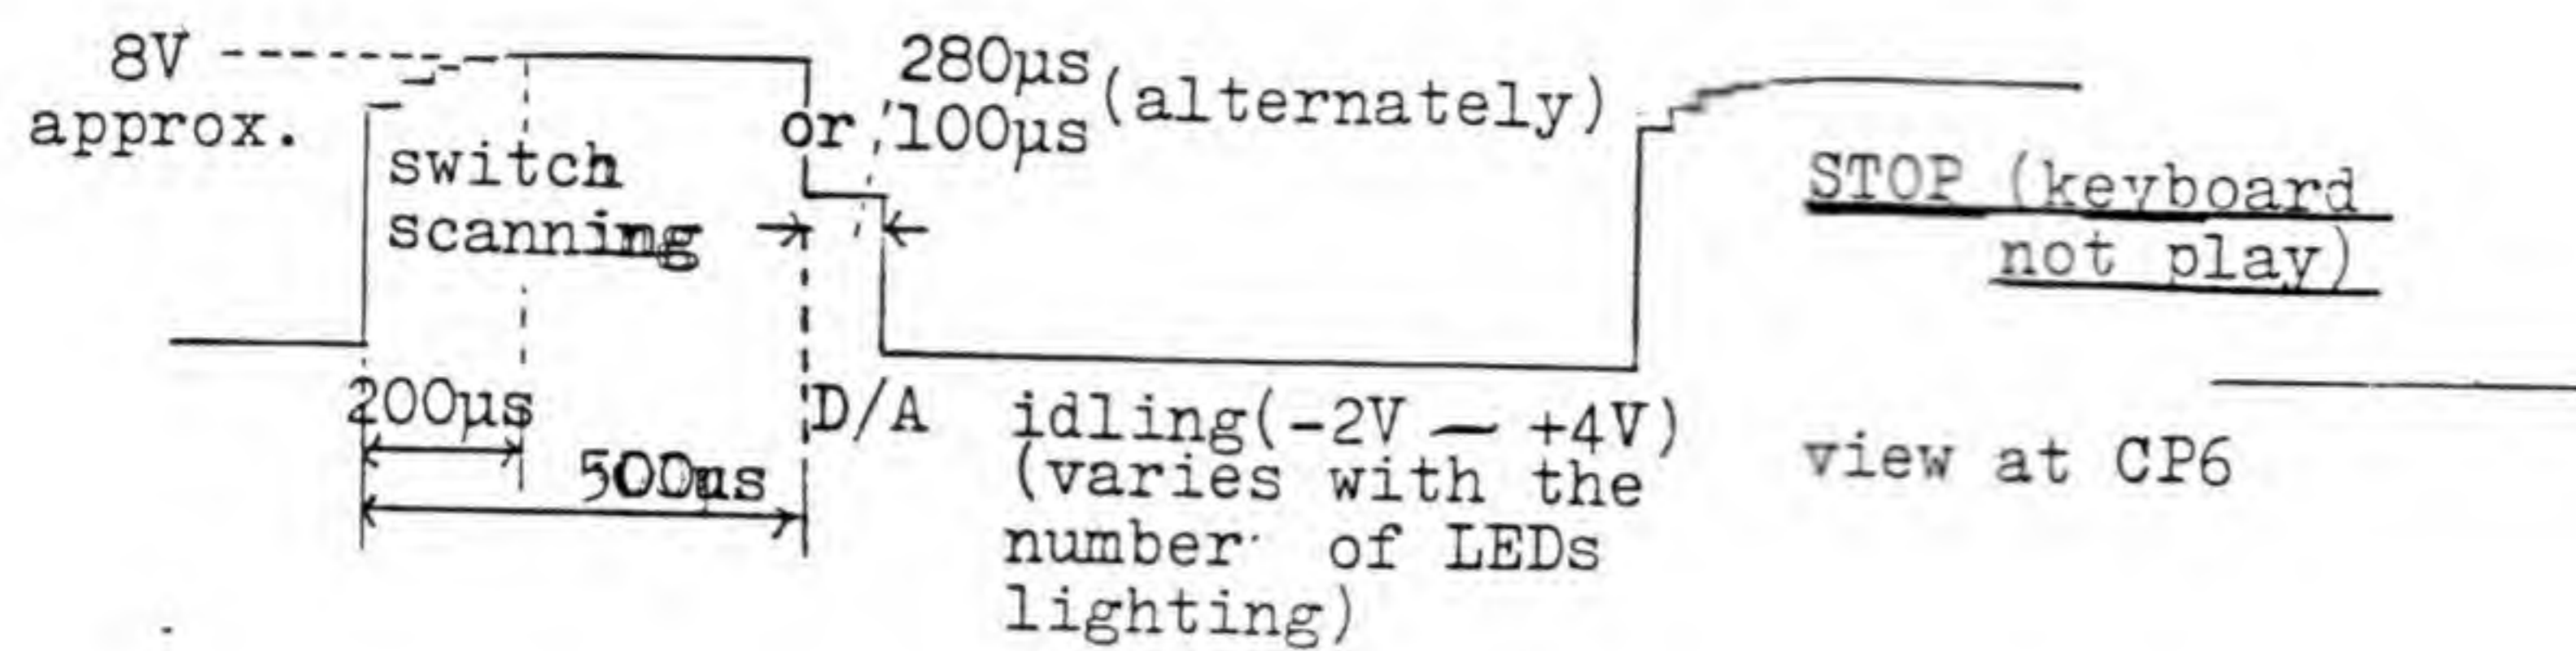 8V
approx.
switch
scanning
280µs
or 100µs
(alternately)
200µs
500µs
D/A
idling(-2V — +4V)
(varies with the
number of LEDs
lighting)
STOP (keyboard
not play)
view at CP6